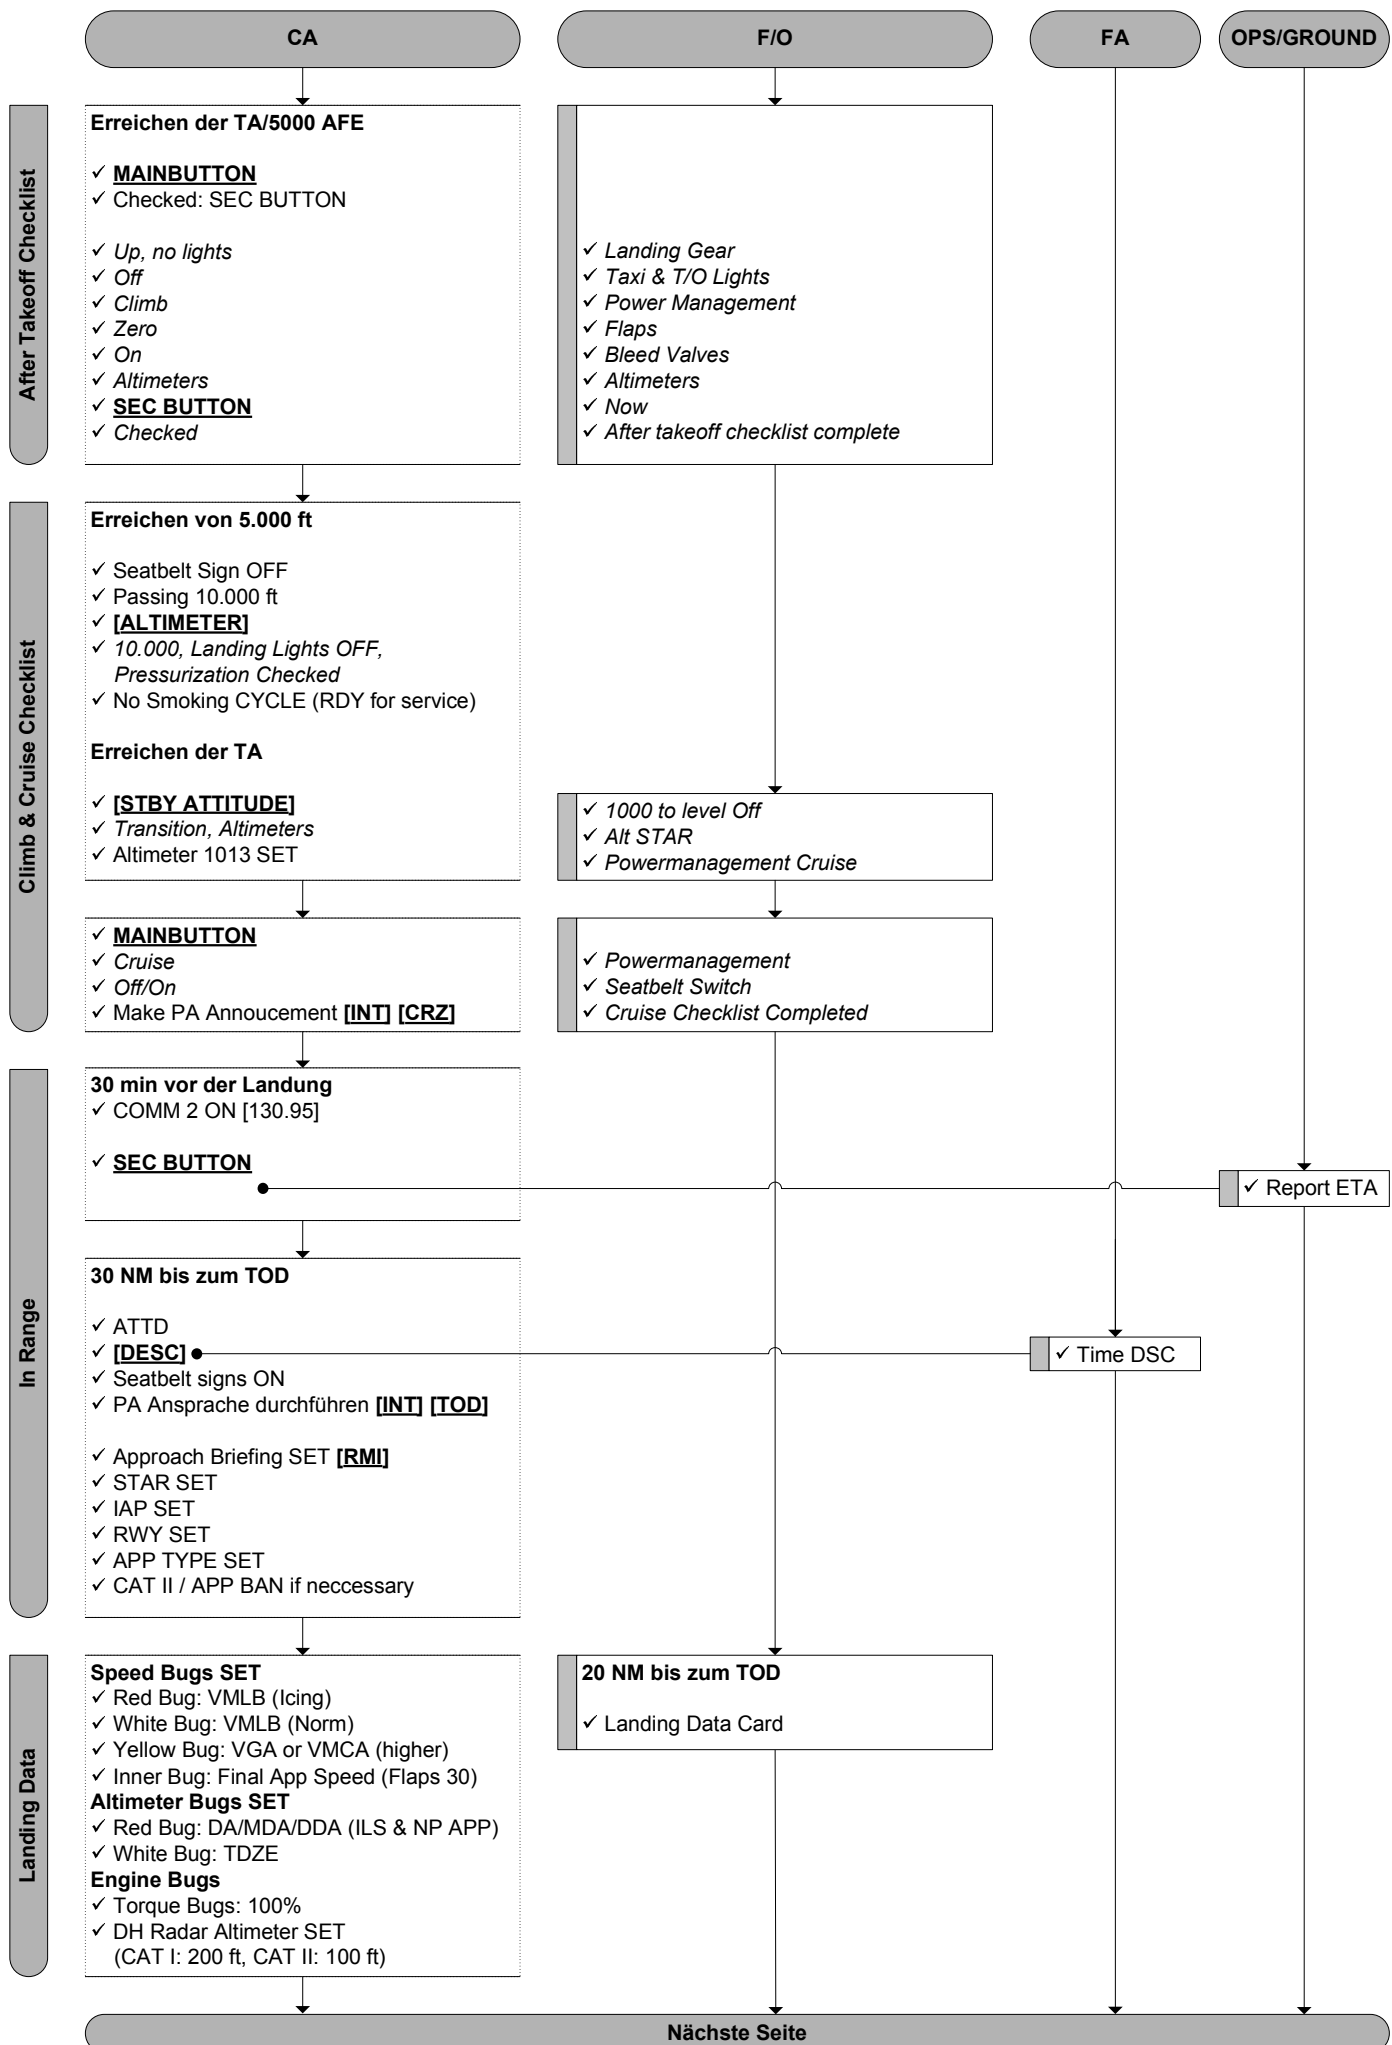 CA
F/O
FA
OPS/GROUND
After Takeoff Checklist
Erreichen der TA/5000 AFE
✓ MAINBUTTON
✓ Checked: SEC BUTTON
✓ Up, no lights
✓ Off
✓ Climb
✓ Zero
✓ On
✓ Altimeters
✓ SEC BUTTON
✓ Checked
✓ Landing Gear
✓ Taxi & T/O Lights
✓ Power Management
✓ Flaps
✓ Bleed Valves
✓ Altimeters
✓ Now
✓ After takeoff checklist complete
Climb & Cruise Checklist
Erreichen von 5.000 ft
✓ Seatbelt Sign OFF
✓ Passing 10.000 ft
✓ [ALTIMETER]
✓ 10.000, Landing Lights OFF,
Pressurization Checked
✓ No Smoking CYCLE (RDY for service)
Erreichen der TA
✓ [STBY ATTITUDE]
✓ Transition, Altimeters
✓ Altimeter 1013 SET
✓ 1000 to level Off
✓ Alt STAR
✓ Powermanagement Cruise
✓ MAINBUTTON
✓ Cruise
✓ Off/On
✓ Make PA Annoucement [INT] [CRZ]
✓ Powermanagement
✓ Seatbelt Switch
✓ Cruise Checklist Completed
In Range
30 min vor der Landung
✓ COMM 2 ON [130.95]
✓ SEC BUTTON
✓ Report ETA
30 NM bis zum TOD
✓ ATTD
✓ [DESC]
✓ Seatbelt signs ON
✓ PA Ansprache durchführen [INT] [TOD]
✓ Approach Briefing SET [RMI]
✓ STAR SET
✓ IAP SET
✓ RWY SET
✓ APP TYPE SET
✓ CAT II / APP BAN if neccessary
✓ Time DSC
Landing Data
Speed Bugs SET
✓ Red Bug: VMLB (Icing)
✓ White Bug: VMLB (Norm)
✓ Yellow Bug: VGA or VMCA (higher)
✓ Inner Bug: Final App Speed (Flaps 30)
Altimeter Bugs SET
✓ Red Bug: DA/MDA/DDA (ILS & NP APP)
✓ White Bug: TDZE
Engine Bugs
✓ Torque Bugs: 100%
✓ DH Radar Altimeter SET
(CAT I: 200 ft, CAT II: 100 ft)
20 NM bis zum TOD
✓ Landing Data Card
Nächste Seite